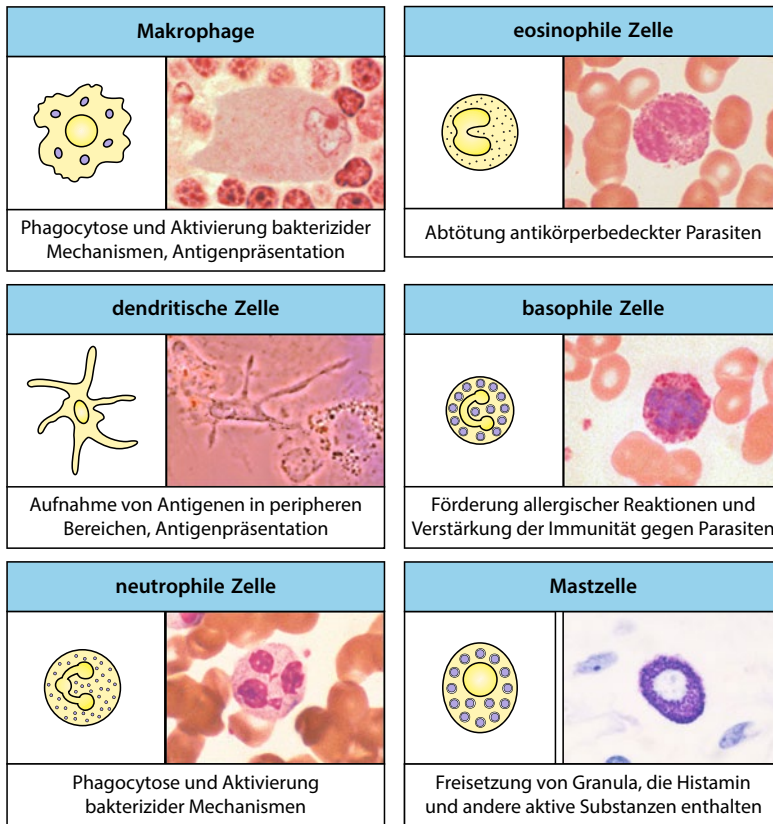 Makrophage
Phagocytose und Aktivierung bakterizider
Mechanismen, Antigenpräsentation
eosinophile Zelle
Abtötung antikörperbedeckter Parasiten
dendritische Zelle
Aufnahme von Antigenen in peripheren
Bereichen, Antigenpräsentation
basophile Zelle
Förderung allergischer Reaktionen und
Verstärkung der Immunität gegen Parasiten
neutrophile Zelle
Phagocytose und Aktivierung
bakterizider Mechanismen
Mastzelle
Freisetzung von Granula, die Histamin
und andere aktive Substanzen enthalten